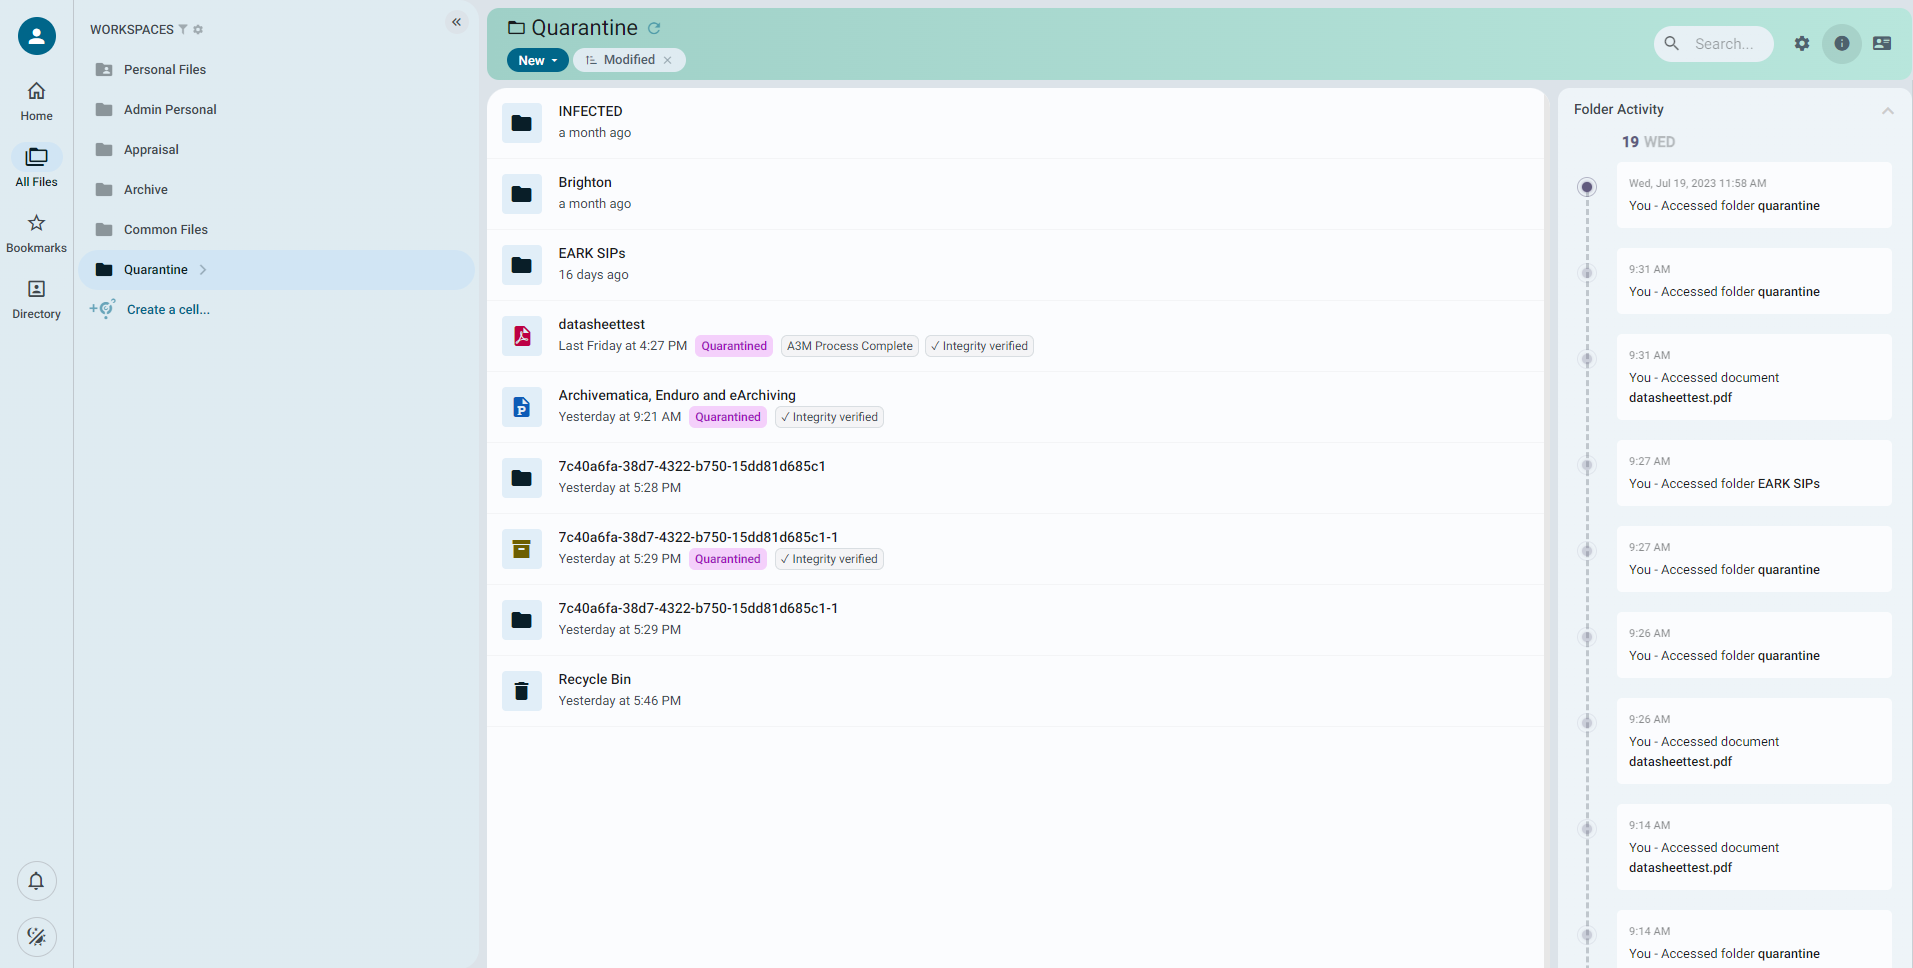 Home
All Files
Bookmarks
Directory
WORKSPACES
Personal Files
Admin Personal
Appraisal
Archive
Common Files
Quarantine
Create a cell...
Quarantine
New
Modified
Search...
INFECTED
a month ago
Brighton
a month ago
EARK SIPs
16 days ago
datasheettest
Last Friday at 4:27 PM Quarantined A3M Process Complete ✓ Integrity verified
Archivematica, Enduro and eArchiving
Yesterday at 9:21 AM Quarantined ✓ Integrity verified
7c40a6fa-38d7-4322-b750-15dd81d685c1
Yesterday at 5:28 PM
7c40a6fa-38d7-4322-b750-15dd81d685c1-1
Yesterday at 5:29 PM Quarantined ✓ Integrity verified
7c40a6fa-38d7-4322-b750-15dd81d685c1-1
Yesterday at 5:29 PM
Recycle Bin
Yesterday at 5:46 PM
Folder Activity
19 WED
Wed, Jul 19, 2023 11:58 AM
You - Accessed folder quarantine
9:31 AM
You - Accessed folder quarantine
9:31 AM
You - Accessed document
datasheettest.pdf
9:27 AM
You - Accessed folder EARK SIPs
9:27 AM
You - Accessed folder quarantine
9:26 AM
You - Accessed folder quarantine
9:26 AM
You - Accessed document
datasheettest.pdf
9:14 AM
You - Accessed document
datasheettest.pdf
9:14 AM
You - Accessed folder quarantine